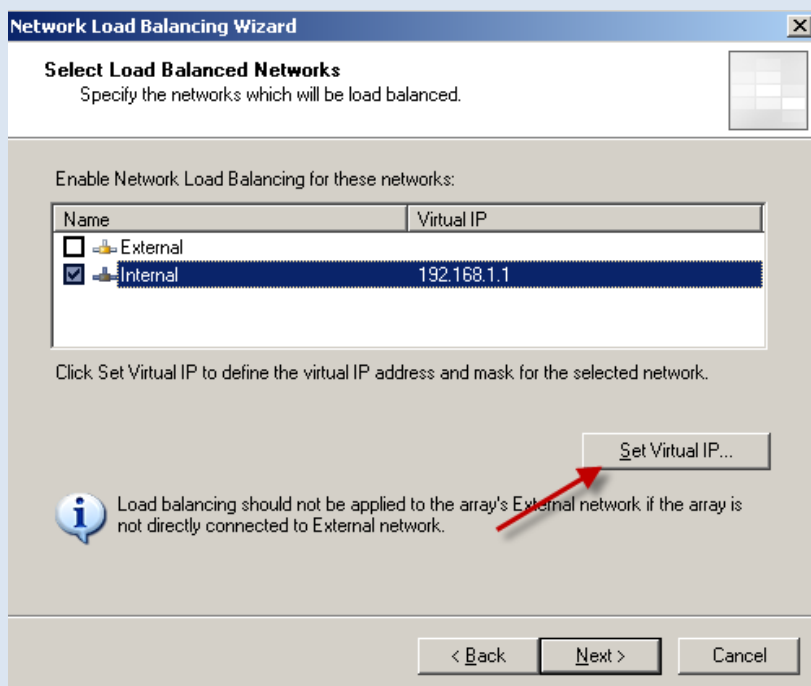 Network Load Balancing Wizard
Select Load Balanced Networks
Specify the networks which will be load balanced.
Enable Network Load Balancing for these networks:
Name Virtual IP
External
Internal 192.168.1.1
Click Set Virtual IP to define the virtual IP address and mask for the selected network.
Set Virtual IP...
Load balancing should not be applied to the array's External network if the array is
not directly connected to External network.
< Back Next > Cancel